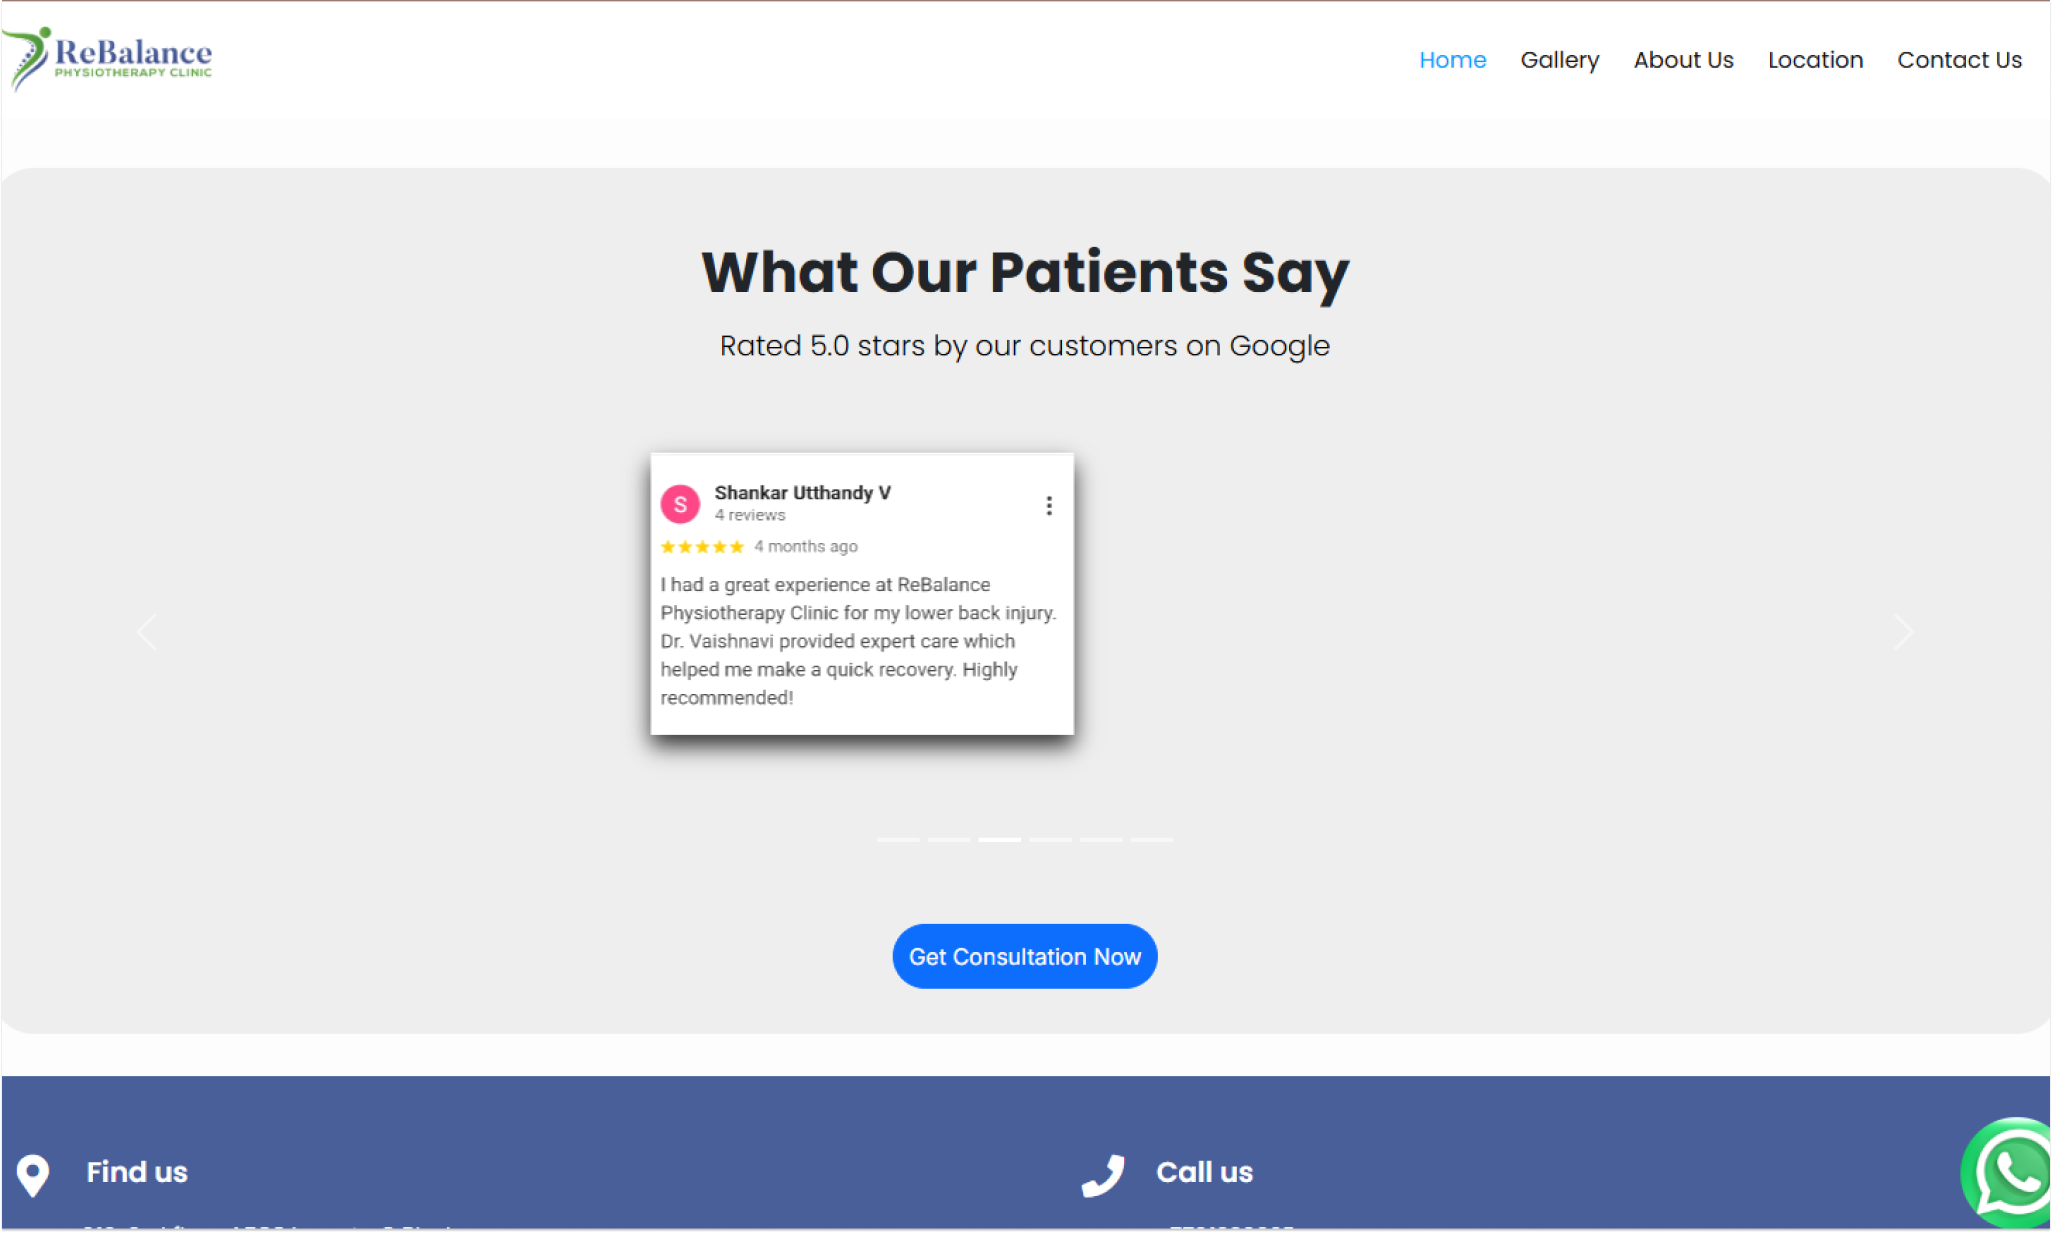 ReBalance
PHYSIOTHERAPY CLINIC
Home Gallery About Us Location Contact Us
What Our Patients Say
Rated 5.0 stars by our customers on Google
S
Shankar Utthandy V
4 reviews
4 months ago
I had a great experience at ReBalance
Physiotherapy Clinic for my lower back injury.
Dr. Vaishnavi provided expert care which
helped me make a quick recovery. Highly
recommended!
Get Consultation Now
Find us
Call us